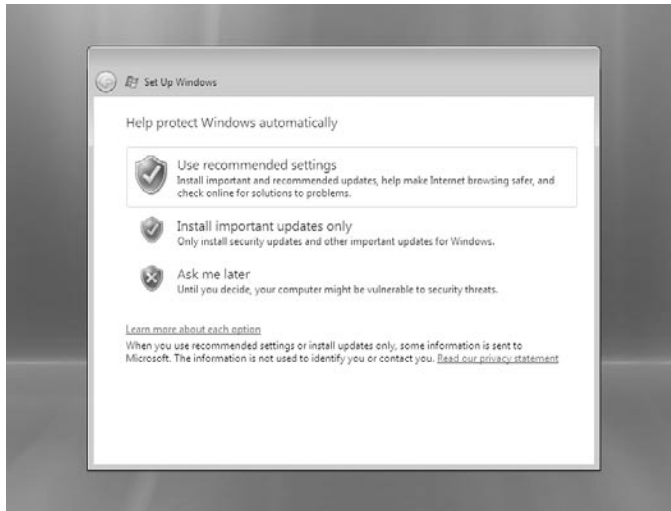 Set Up Windows
Help protect Windows automatically
Use recommended settings
Install important and recommended updates, help make Internet browsing safer, and
check online for solutions to problems.
Install important updates only
Only install security updates and other important updates for Windows.
Ask me later
Until you decide, your computer might be vulnerable to security threats.
Learn more about each option
When you use recommended settings or install updates only, some information is sent to
Microsoft. The information is not used to identify you or contact you. Read our privacy statement